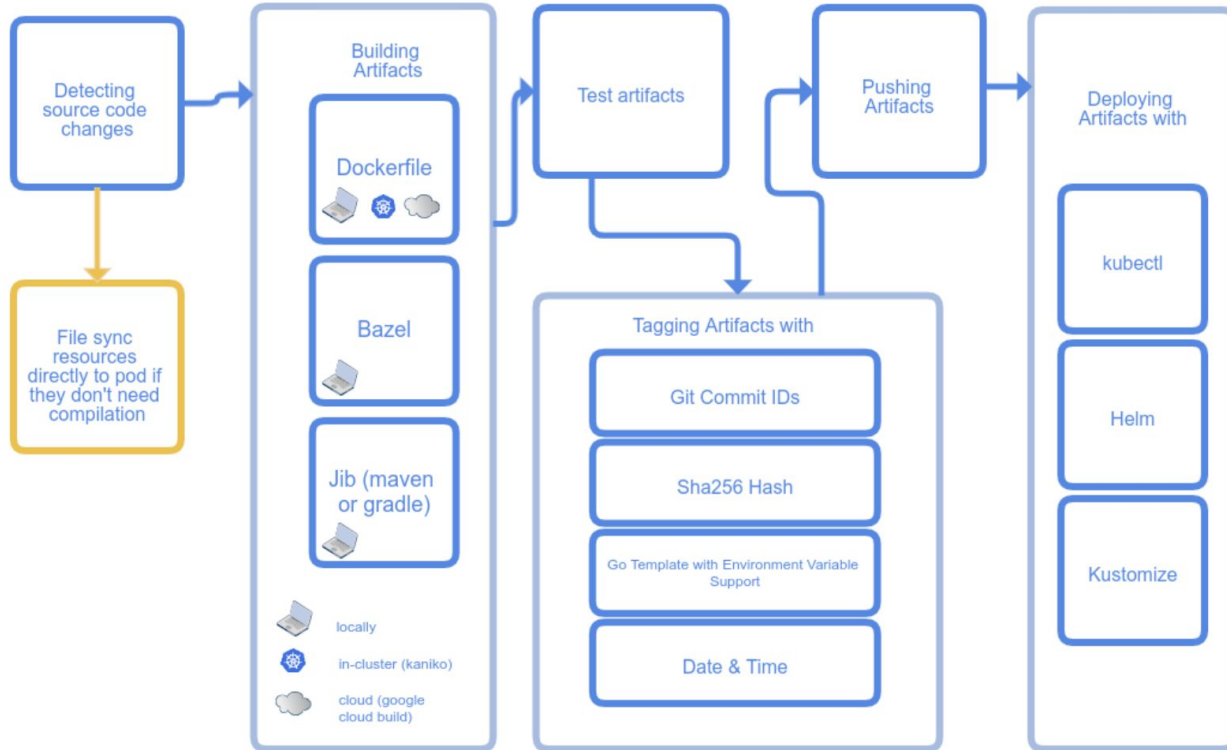 Detecting
source code
changes
File sync
resources
directly to pod if
they don't need
compilation
Building
Artifacts
Dockerfile
Bazel
Jib (maven
or gradle)
locally
in-cluster (kaniko)
cloud (google
cloud build)
Test artifacts
Tagging Artifacts with
Git Commit IDs
Sha256 Hash
Go Template with Environment Variable
Support
Date & Time
Pushing
Artifacts
Deploying
Artifacts with
kubectl
Helm
Kustomize